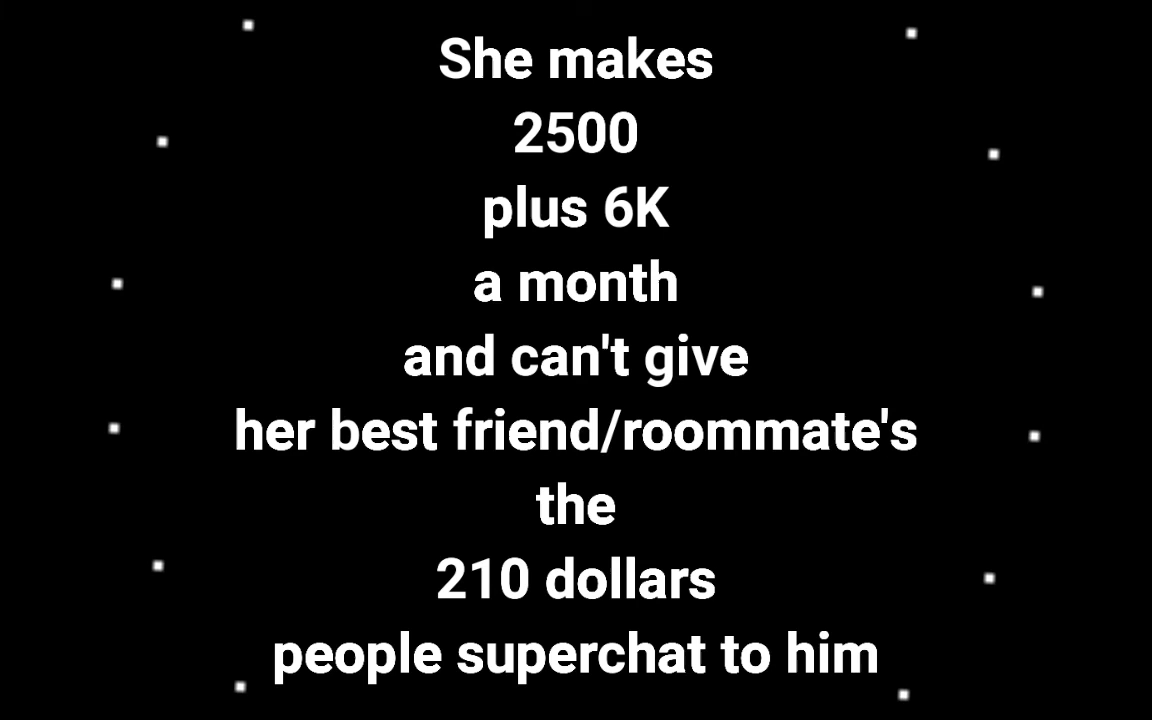 She makes
2500
plus 6K
a month
and can't give
her best friend/roommate's
the
210 dollars
people superchat to him